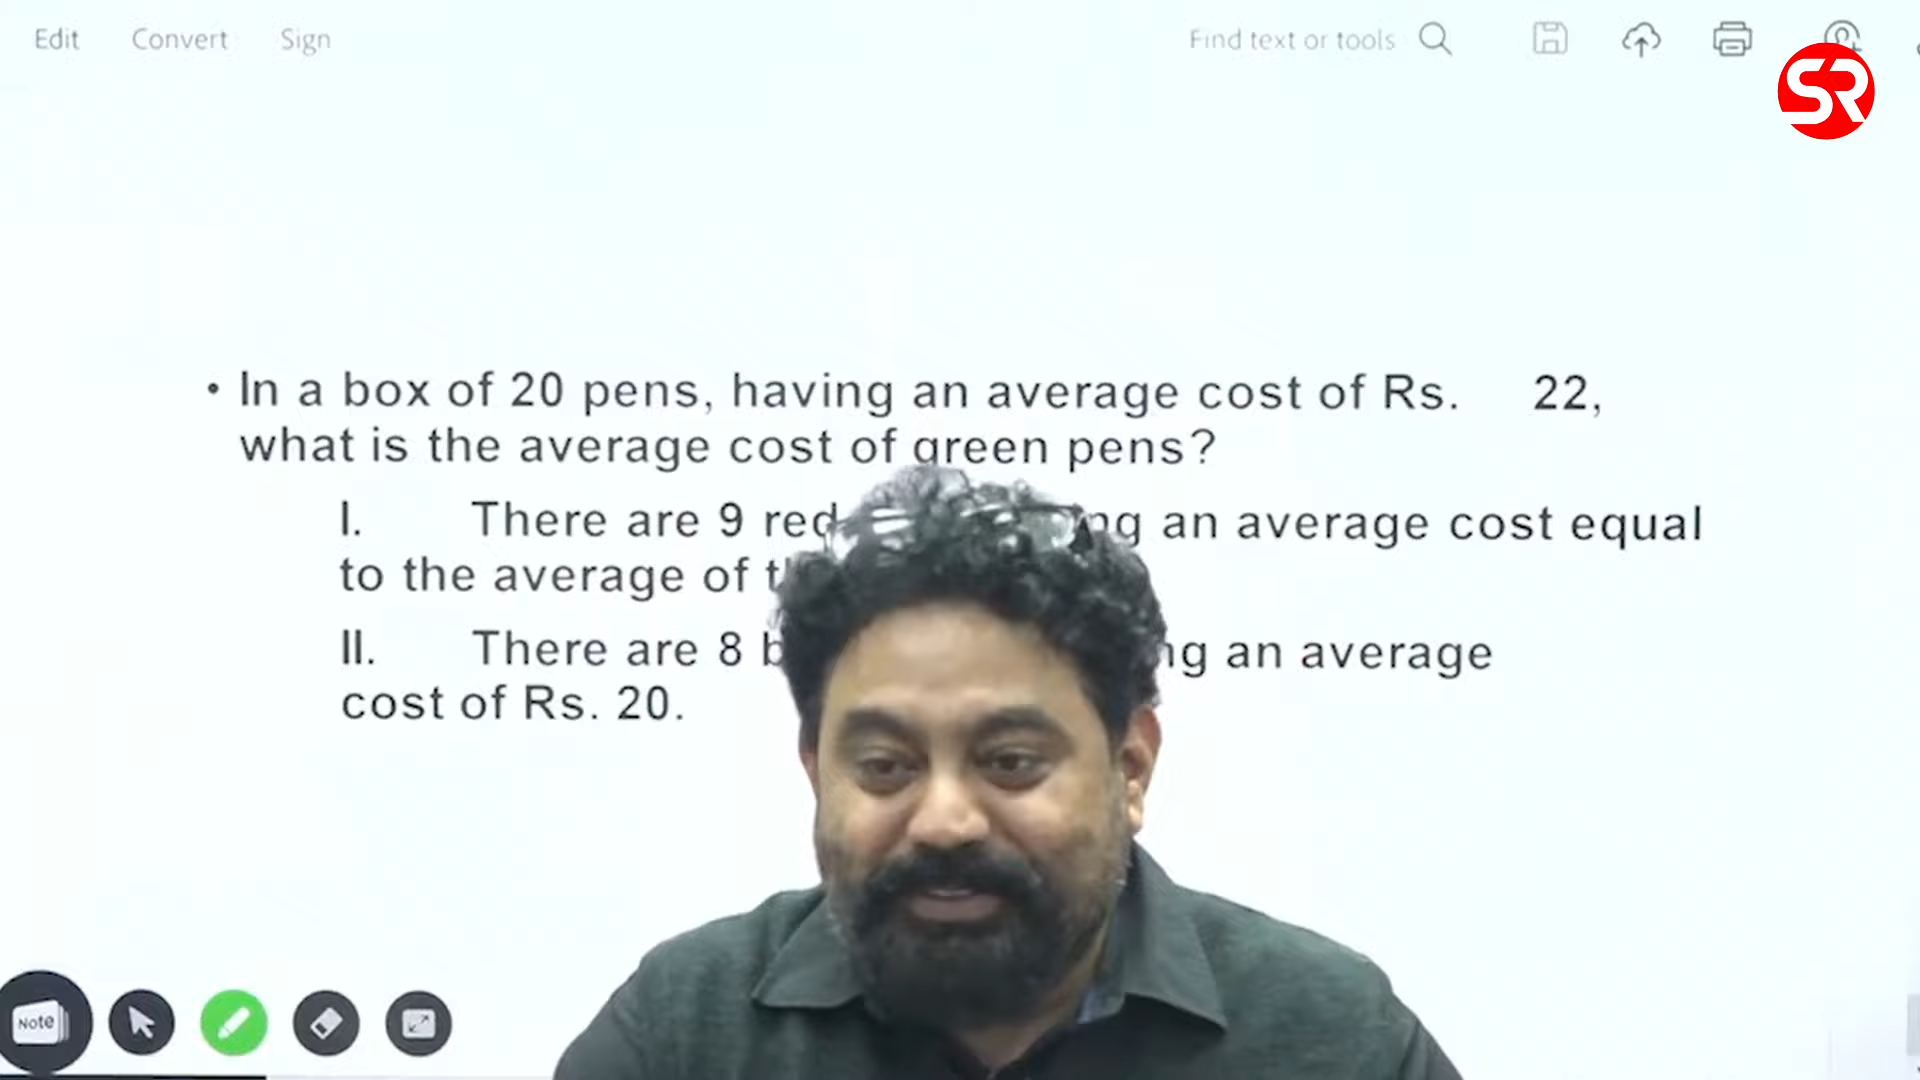 Edit Convert Sign Find text or tools
SR
• In a box of 20 pens, having an average cost of Rs. 22,
what is the average cost of green pens?
I. There are 9 red an average cost equal
to the average of
II. There are 8 an average
cost of Rs. 20.
Note